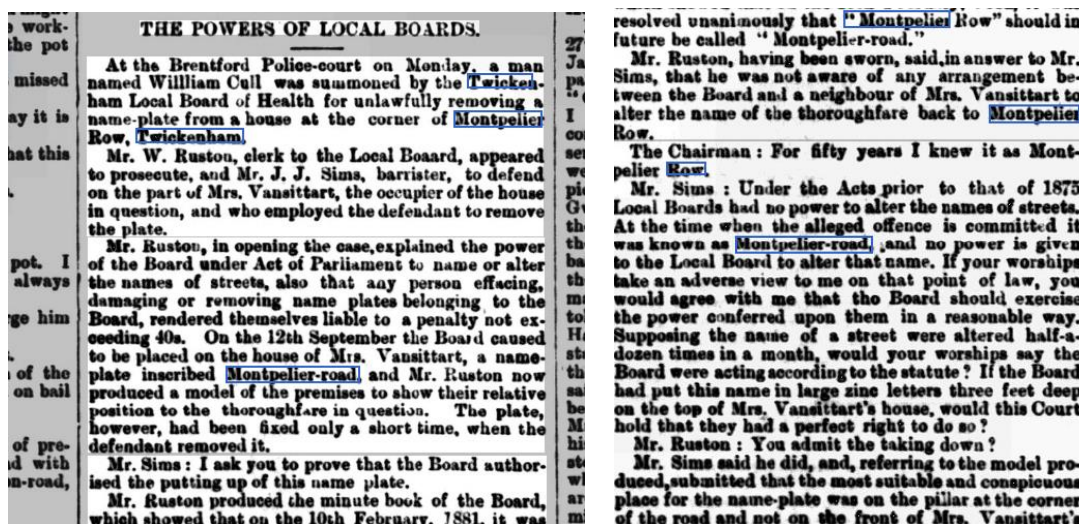 work-
the pot
missed
ay it is
hat this
pot. I
always
ge him
of the
on bail
of pre-
d with
n-road,
THE POWERS OF LOCAL BOARDS.
At the Brentford Police-court on Monday, a man
named Willliam Cull was summoned by the Twicken-
ham Local Board of Health for unlawfully removing a
name-plate from a house at the corner of Montpelier
Row, Twickenham.
Mr. W. Ruston, clerk to the Local Boaard, appeared
to prosecute, and Mr. J. J. Sims, barrister, to defend
on the part of Mrs. Vansittart, the occupier of the house
in question, and who employed the defendant to remove
the plate.
Mr. Ruston, in opening the case,explained the power
of the Board under Act of Parliament to name or alter
the names of streets, also that any person effacing,
damaging or removing name plates belonging to the
Board, rendered themselves liable to a penalty not ex-
ceeding 40s. On the 12th September the Board caused
to be placed on the house of Mrs. Vansittart, a name-
plate inscribed Montpelier-road, and Mr. Ruston now
produced a model of the premises to show their relative
position to the thoroughfare in question. The plate,
however, had been fixed only a short time, when the
defendant removed it.
Mr. Sims : I ask you to prove that the Board author-
ised the putting up of this name plate.
Mr. Ruston produced the minute book of the Board,
which showed that on the 10th February, 1881, it was
resolved unanimously that "Montpelier Row" should in
future be called "Montpelier-road."
Mr. Ruston, having been sworn, said,in answer to Mr.
Sims, that he was not aware of any arrangement be-
tween the Board and a neighbour of Mrs. Vansittart to
alter the name of the thoroughfare back to Montpelier
Row.
The Chairman : For fifty years I knew it as Mont-
pelier Row.
Mr. Sims : Under the Acts prior to that of 1875
Local Boards had no power to alter the names of streets.
At the time when the alleged offence is committed it
was known as Montpelier-road, and no power is given
to the Local Board to alter that name. If your worships
take an adverse view to me on that point of law, you
would agree with me that tho Board should exercise
the power conferred upon them in a reasonable way.
Supposing the name of a street were altered half-a-
dozen times in a month, would your worships say the
Board were acting according to the statute ? If the Board
had put this name in large zinc letters three feet deep
on the top of Mrs. Vansittart's house, would this Court
hold that they had a perfect right to do so ?
Mr. Ruston : You admit the taking down ?
Mr. Sims said he did, and, referring to the model pro-
duced,submitted that the most suitable and conspicuous
place for the name-plate was on the pillar at the corner
of the road and not on the front of Mrs. Vansittart's